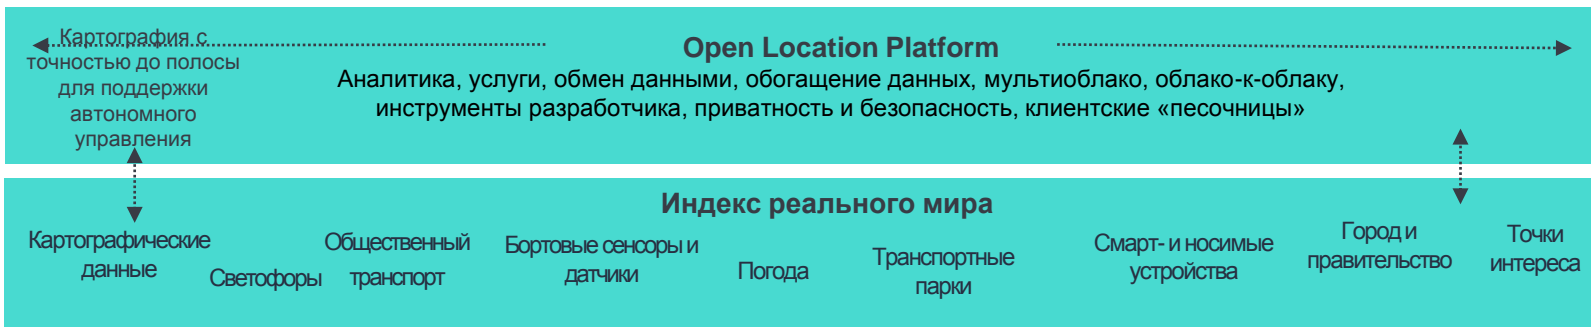 Картография с
точностью до полосы
для поддержки
автономного
управления
Open Location Platform
Аналитика, услуги, обмен данными, обогащение данных, мультиоблако, облако-к-облаку,
инструменты разработчика, приватность и безопасность, клиентские «песочницы»
Индекс реального мира
Картографические
данные
Светофоры
Общественный
транспорт
Бортовые сенсоры и
датчики
Погода
Транспортные
парки
Смарт- и носимые
устройства
Город и
правительство
Точки
интереса